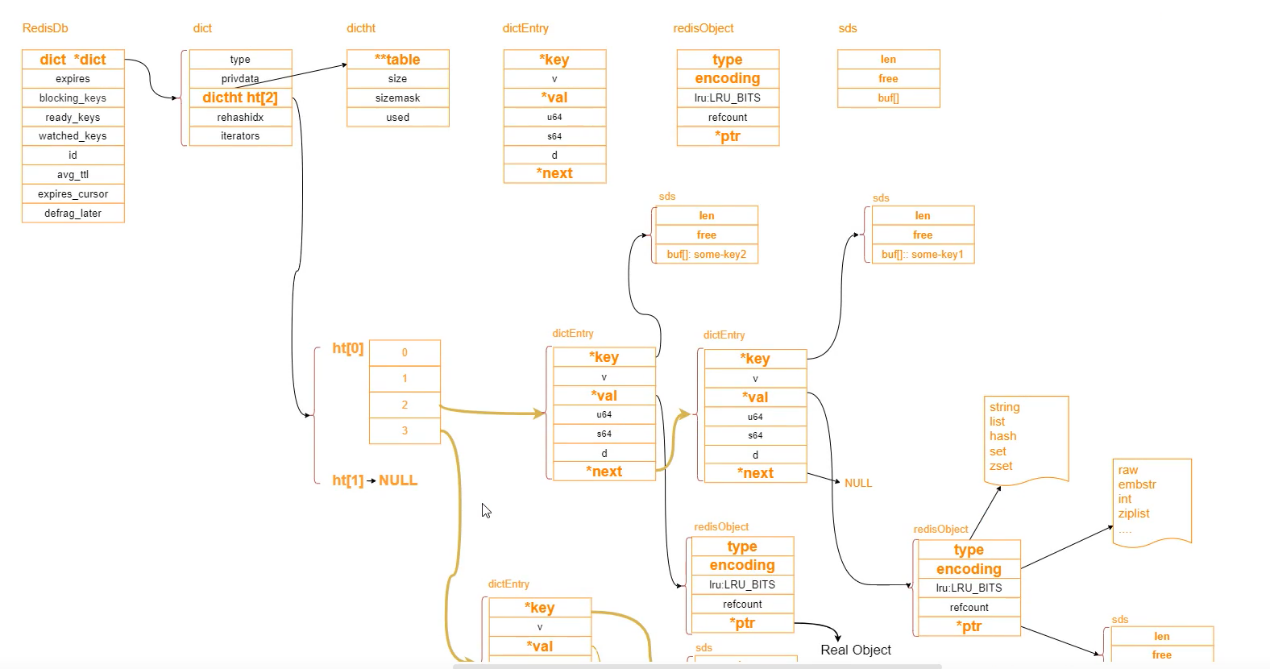 RedisDb
dict *dict
expires
blocking_keys
ready_keys
watched_keys
id
avg_ttl
expires_cursor
defrag_later
dict
type
privdata
dictht ht[2]
rehashidx
iterators
dictht
**table
size
sizemask
used
dictEntry
*key
v
*val
u64
s64
d
*next
redisObject
type
encoding
lru:LRU_BITS
refcount
*ptr
sds
len
free
buf[]
sds
len
free
buf[]: some-key2
sds
len
free
buf[]:: some-key1
ht[0]
0
1
2
3
ht[1]
NULL
dictEntry
*key
v
*val
u64
s64
d
*next
dictEntry
*key
v
*val
u64
s64
d
*next
NULL
string
list
hash
set
zset
raw
embstr
int
ziplist
....
redisObject
type
encoding
lru:LRU_BITS
refcount
*ptr
Real Object
redisObject
type
encoding
lru:LRU_BITS
refcount
*ptr
dictEntry
*key
v
*val
sds
sds
len
free